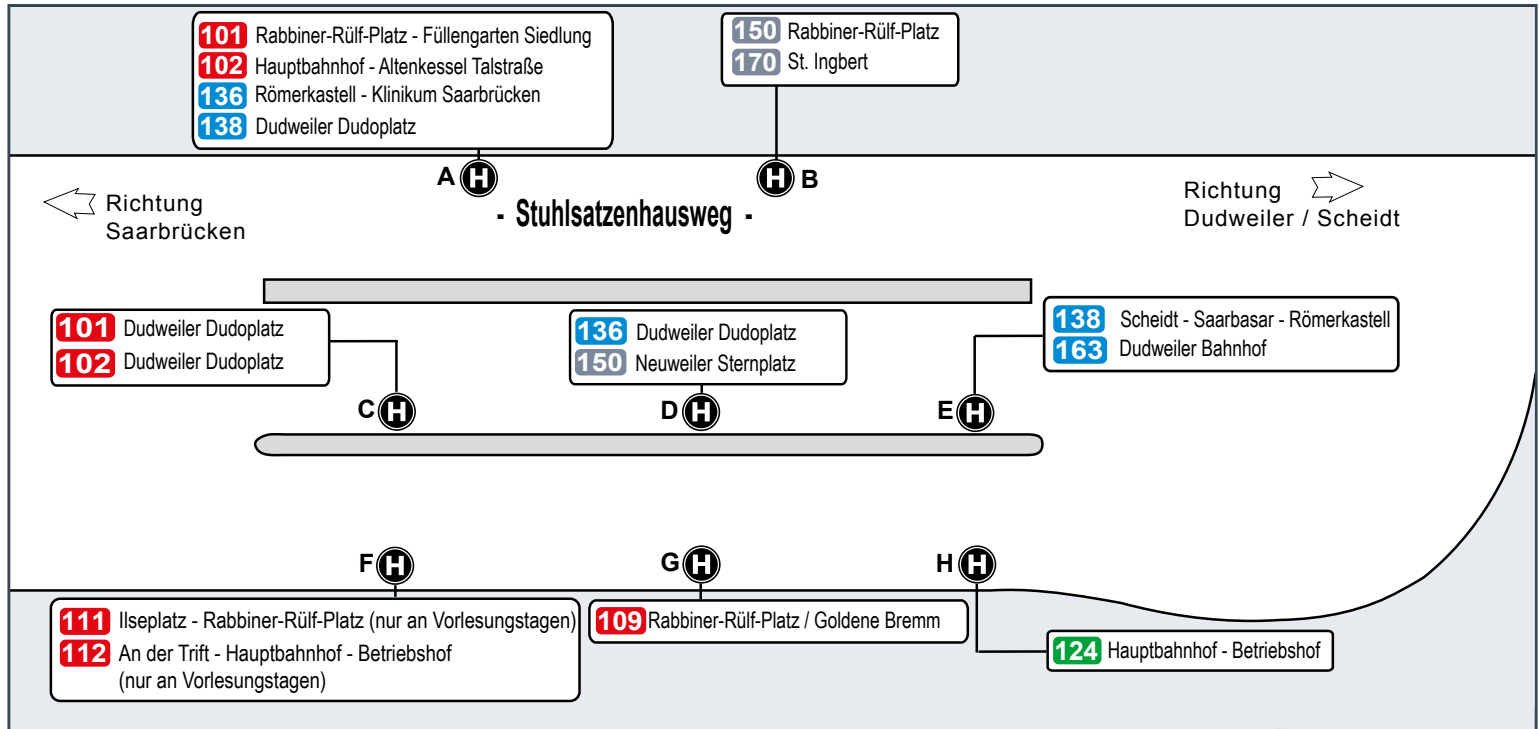 101 Rabbiner-Rülf-Platz - Füllengarten Siedlung
102 Hauptbahnhof - Altenkessel Talstraße
136 Römerkastell - Klinikum Saarbrücken
138 Dudweiler Dudoplatz
150 Rabbiner-Rülf-Platz
170 St. Ingbert
A H
H B
Richtung
Saarbrücken
- Stuhlsatzenhausweg -
Richtung
Dudweiler / Scheidt
101 Dudweiler Dudoplatz
102 Dudweiler Dudoplatz
136 Dudweiler Dudoplatz
150 Neuweiler Sternplatz
138 Scheidt - Saarbasar - Römerkastell
163 Dudweiler Bahnhof
C H
D H
E H
F H
G H
H H
111 Ilseplatz - Rabbiner-Rülf-Platz (nur an Vorlesungstagen)
112 An der Trift - Hauptbahnhof - Betriebshof
(nur an Vorlesungstagen)
109 Rabbiner-Rülf-Platz / Goldene Bremm
124 Hauptbahnhof - Betriebshof